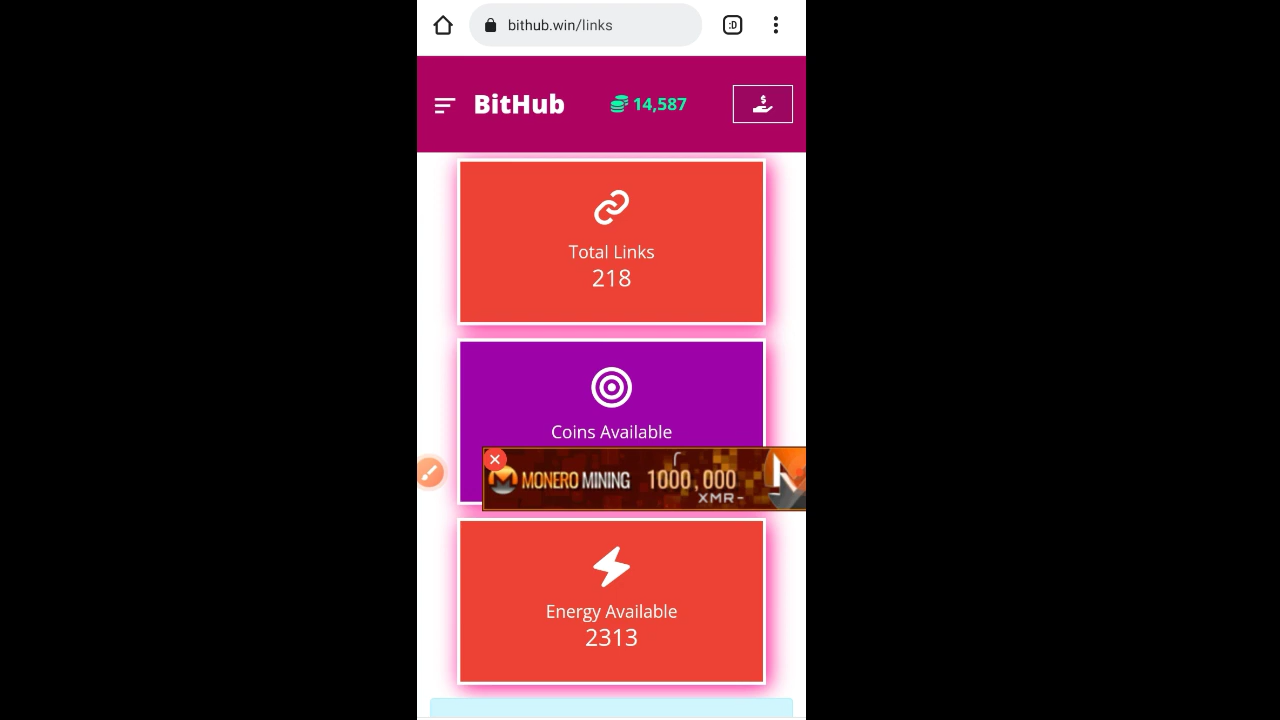 :D
bithub.win/links
BitHub
14,587
Total Links
218
Coins Available
MONERO MINING
1000,000
XMR-
Energy Available
2313